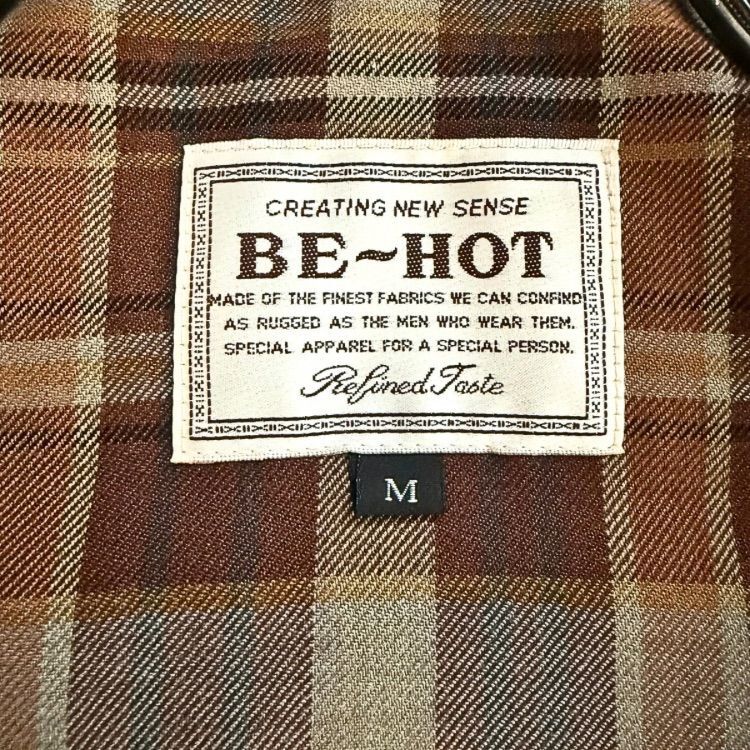 CREATING NEW SENSE
BE~HOT
MADE OF THE FINEST FABRICS WE CAN CONFIND
AS RUGGED AS THE MEN WHO WEAR THEM.
SPECIAL APPAREL FOR A SPECIAL PERSON.
Refined Taste
M